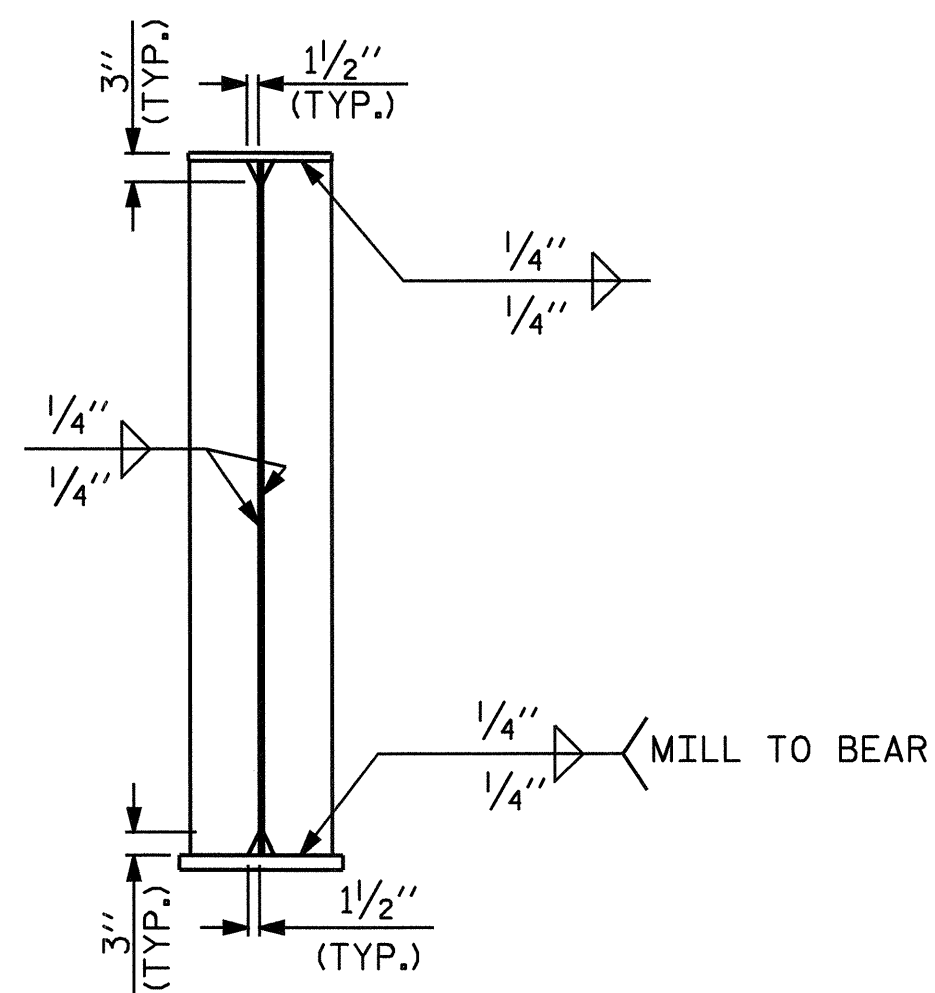 3"
(TYP.)
1 1/2"
(TYP.)
1/4"
1/4"
1/4"
1/4"
1/4"
1/4"
MILL TO BEAR
3"
(TYP.)
1 1/2"
(TYP.)